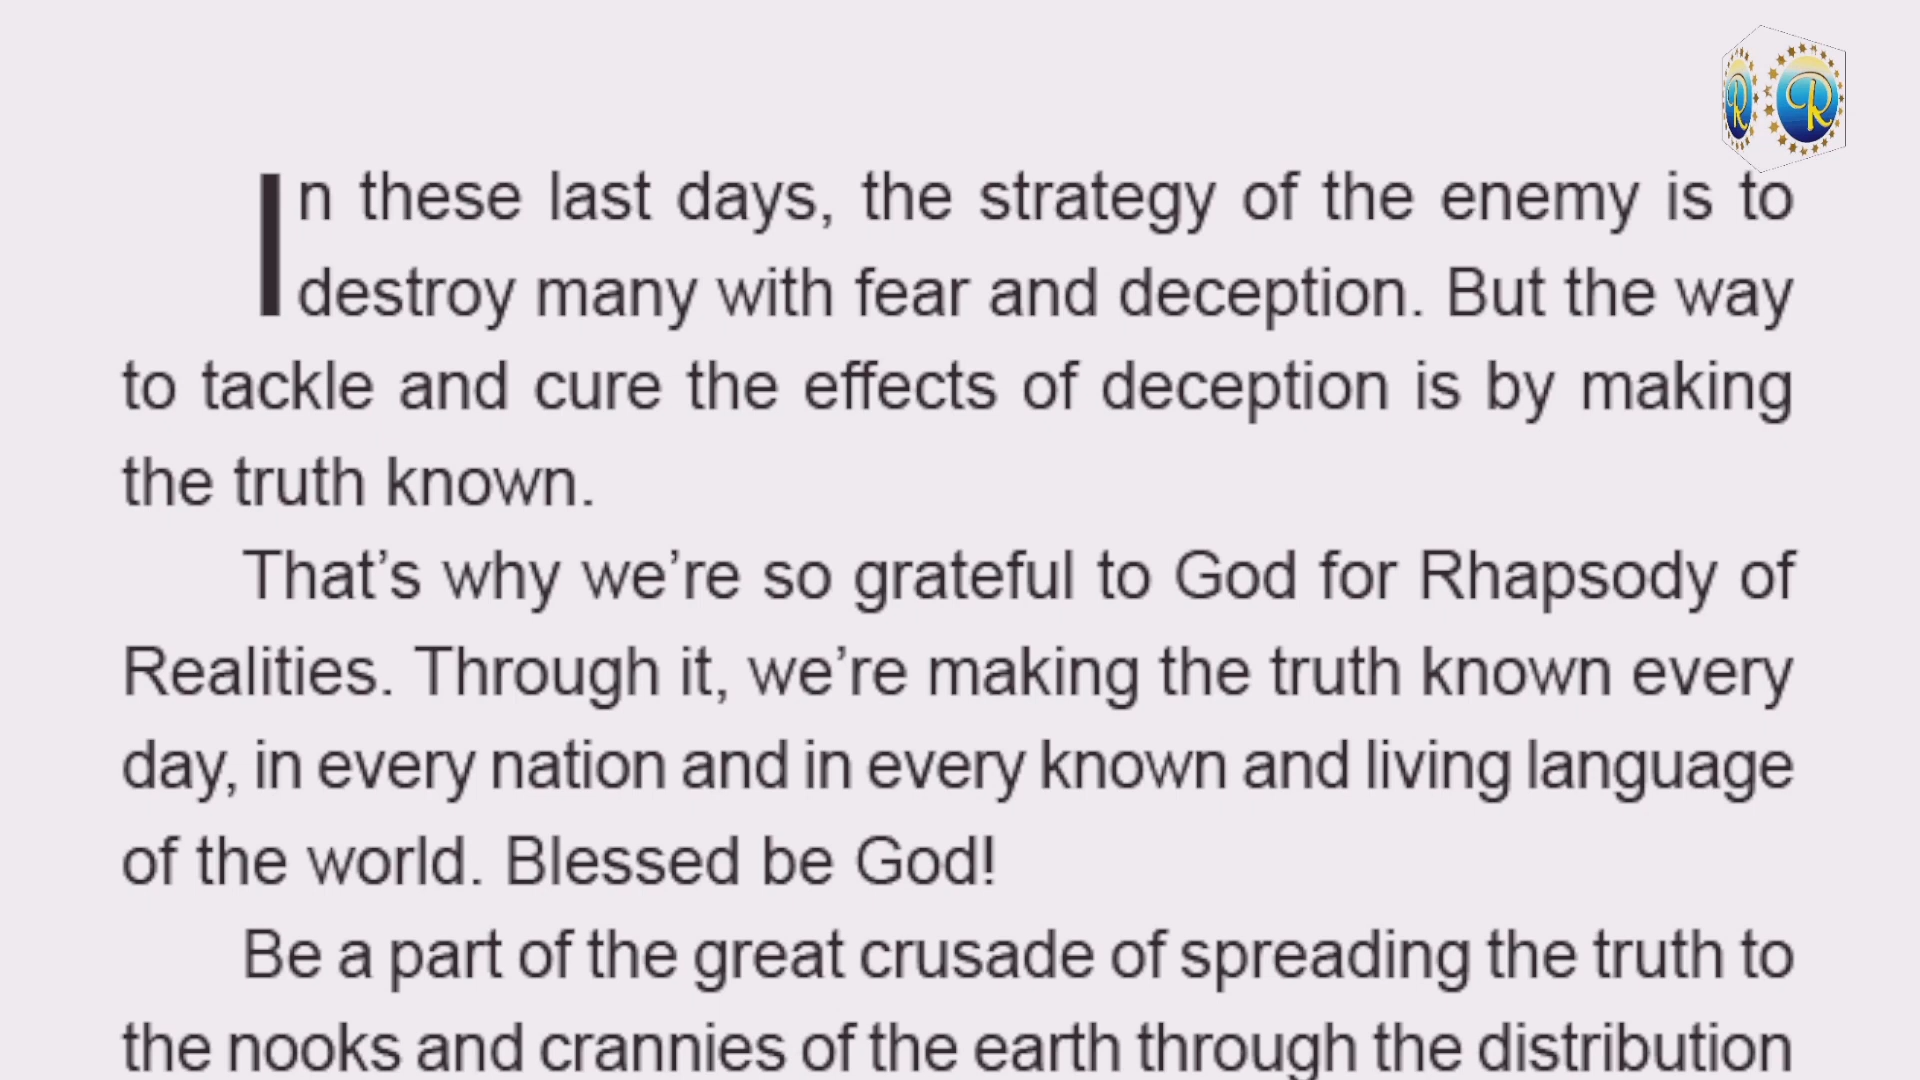 R R
In these last days, the strategy of the enemy is to
destroy many with fear and deception. But the way
to tackle and cure the effects of deception is by making
the truth known.
That’s why we’re so grateful to God for Rhapsody of
Realities. Through it, we’re making the truth known every
day, in every nation and in every known and living language
of the world. Blessed be God!
Be a part of the great crusade of spreading the truth to
the nooks and crannies of the earth through the distribution